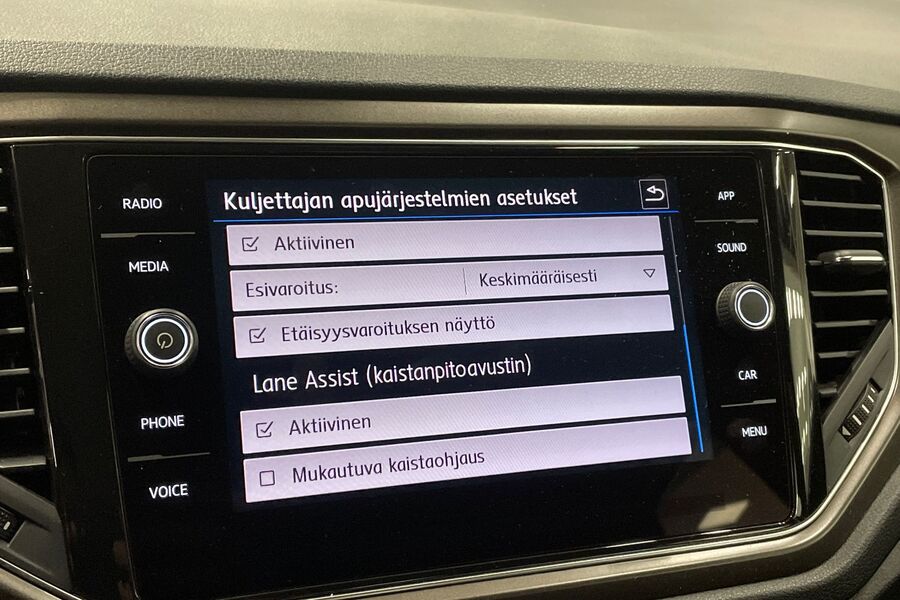 RADIO
MEDIA
PHONE
VOICE
Kuljettajan apujärjestelmien asetukset
Aktiivinen
Esivaroitus: Keskimääräisesti
Etäisyysvaroituksen näyttö
Lane Assist (kaistanpitoavustin)
Aktiivinen
Mukautuva kaistaohjaus
APP
SOUND
CAR
MENU